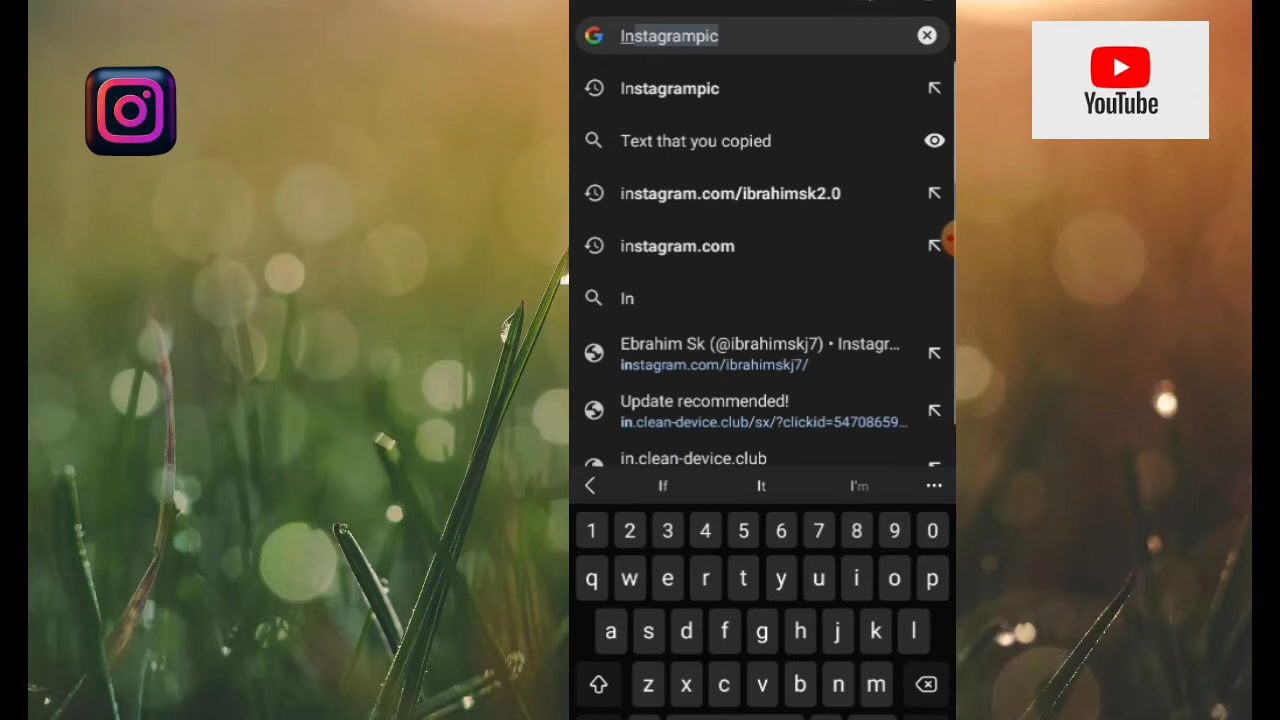 Instagrampic
Instagrampic
Text that you copied
instagram.com/ibrahimsk2.0
instagram.com
In
Ebrahim Sk (@ibrahimskj7) • Instagr...
instagram.com/ibrahimskj7/
Update recommended!
in.clean-device.club/sx/?clickid=54708659...
in.clean-device.club
If It I'm
1 2 3 4 5 6 7 8 9 0
q w e r t y u i o p
a s d f g h j k l
z x c v b n m
YouTube